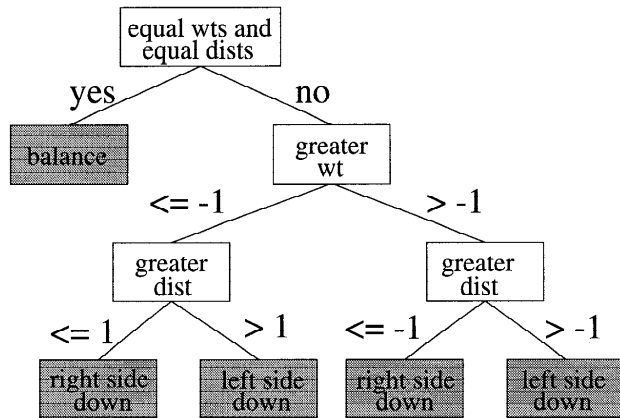 equal wts and
equal dists
yes
no
balance
greater
wt
<= -1
> -1
greater
dist
greater
dist
<= 1
> 1
<= -1
> -1
right side
down
left side
down
right side
down
left side
down